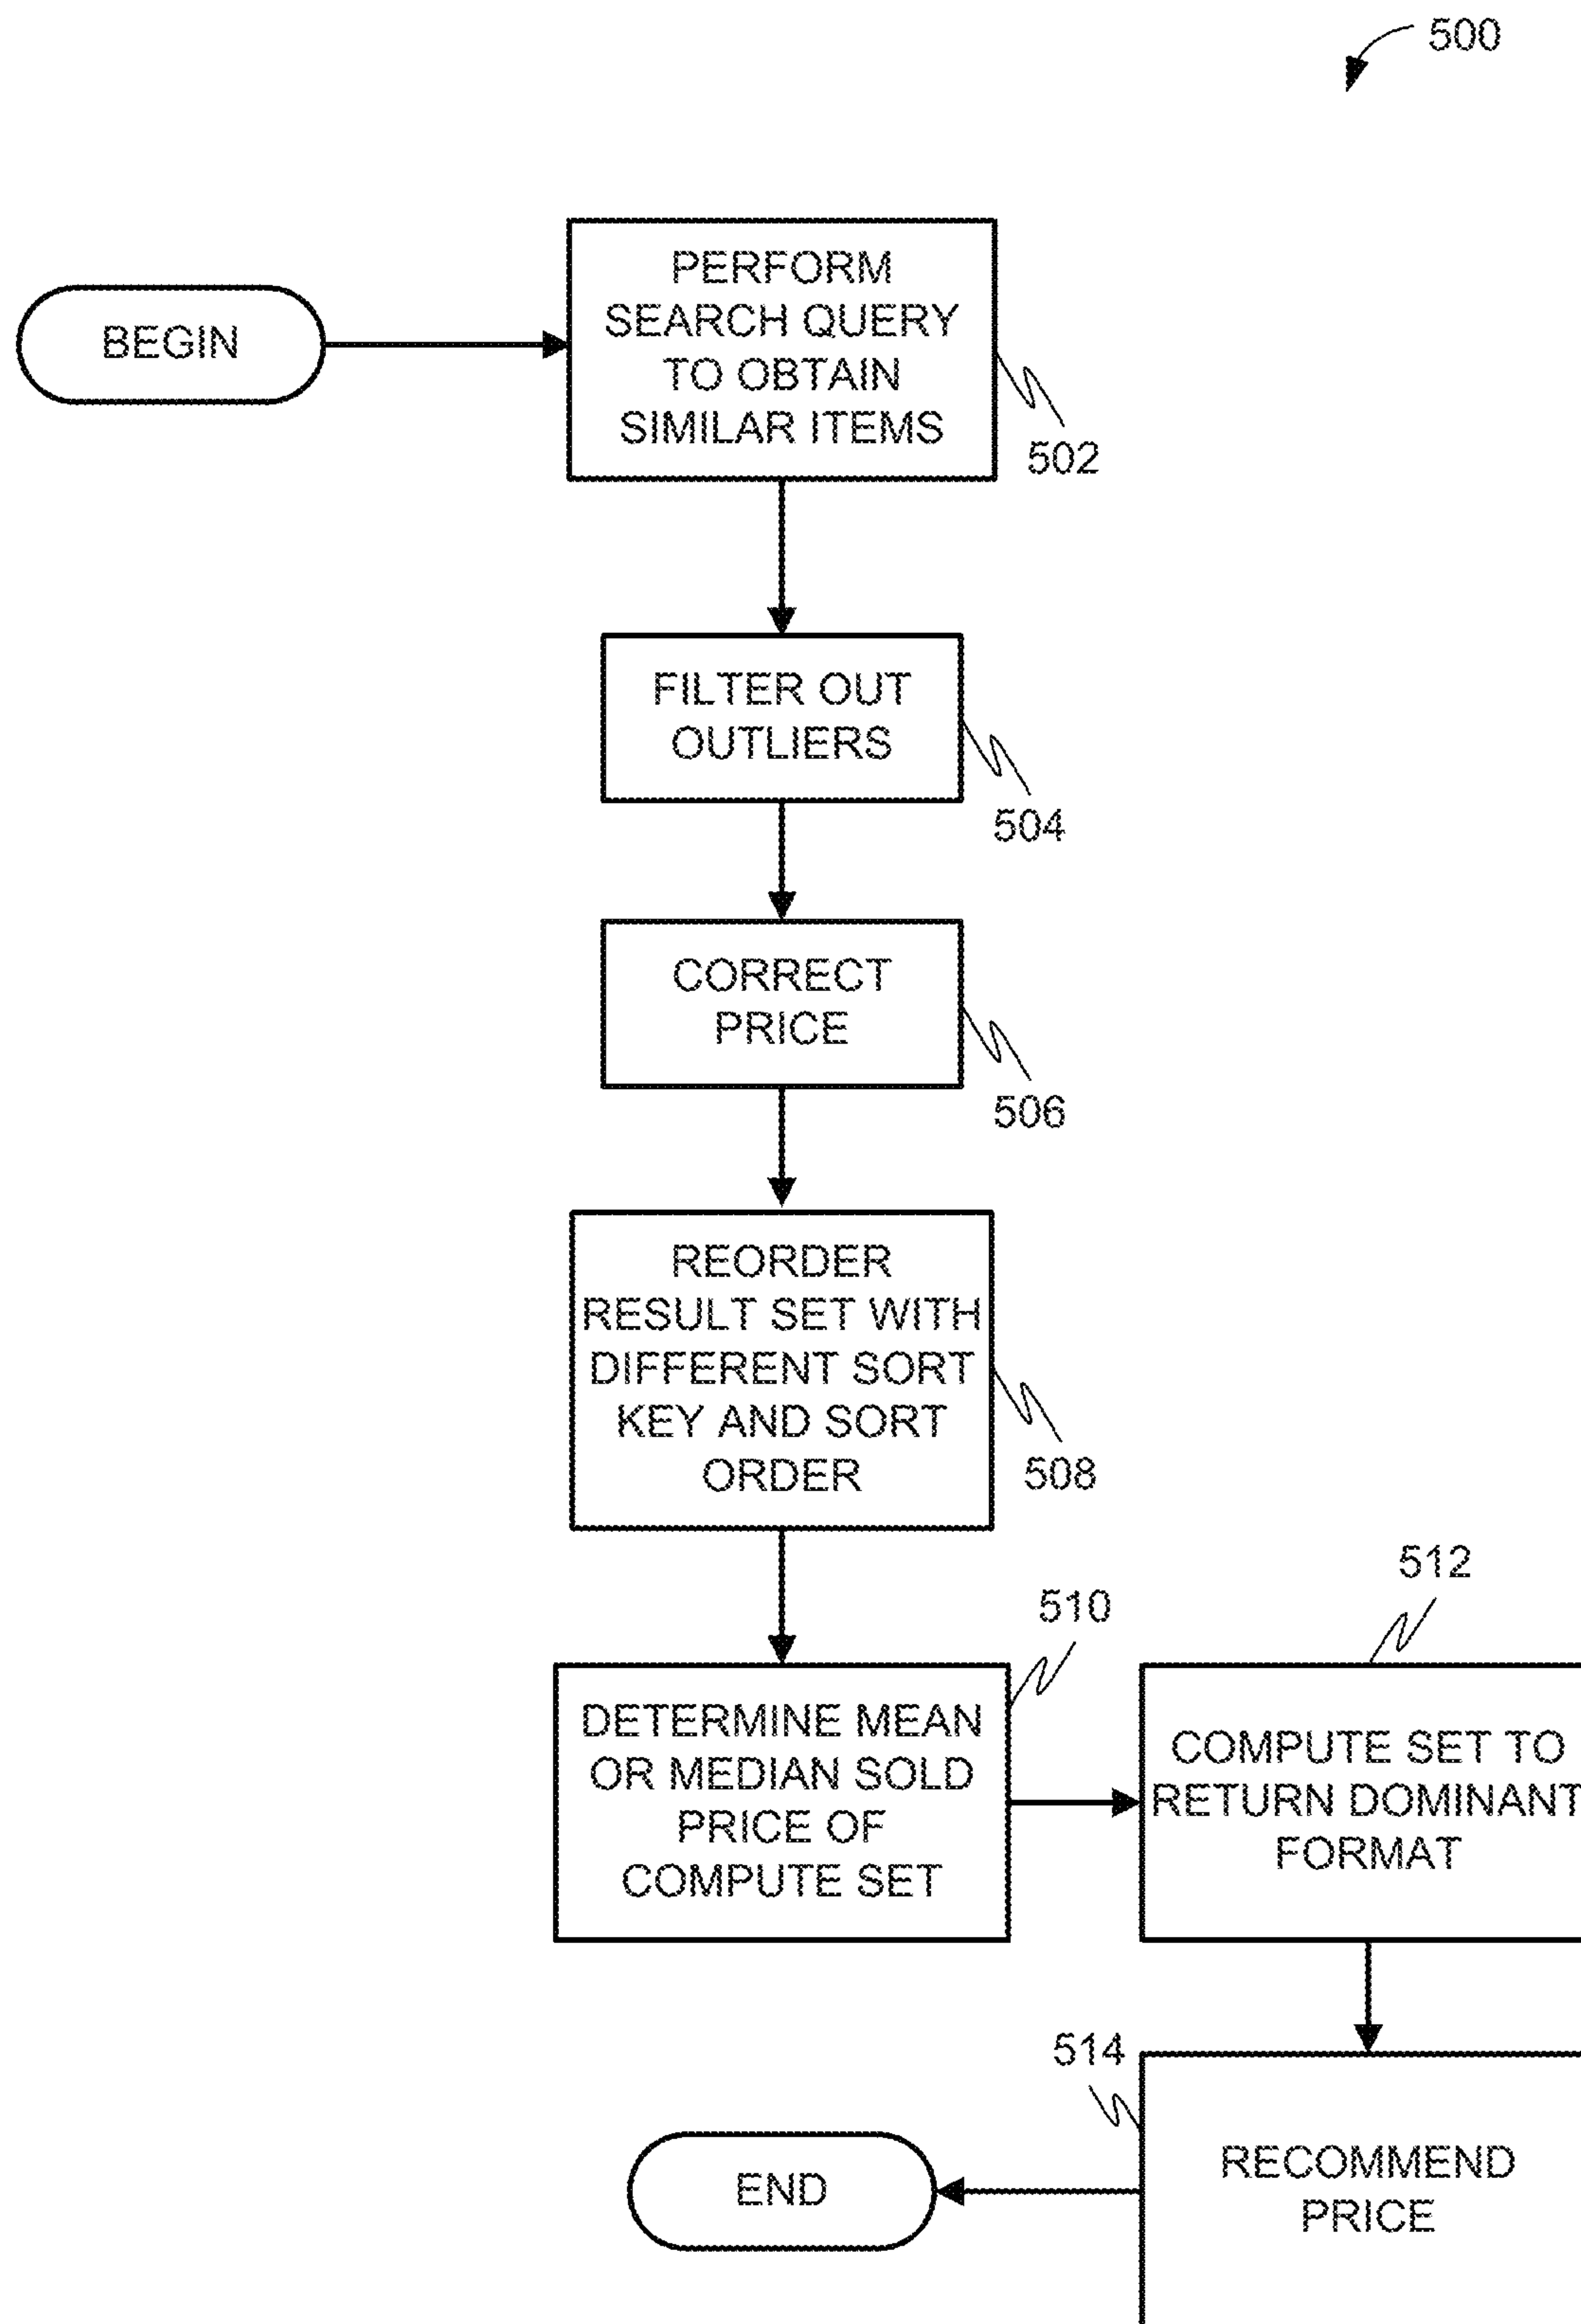 500
BEGIN
PERFORM
SEARCH QUERY
TO OBTAIN
SIMILAR ITEMS
502
FILTER OUT
OUTLIERS
504
CORRECT
PRICE
506
REORDER
RESULT SET WITH
DIFFERENT SORT
KEY AND SORT
ORDER
508
510
DETERMINE MEAN
OR MEDIAN SOLD
PRICE OF
COMPUTE SET
512
COMPUTE SET TO
RETURN DOMINANT
FORMAT
514
RECOMMEND
PRICE
END